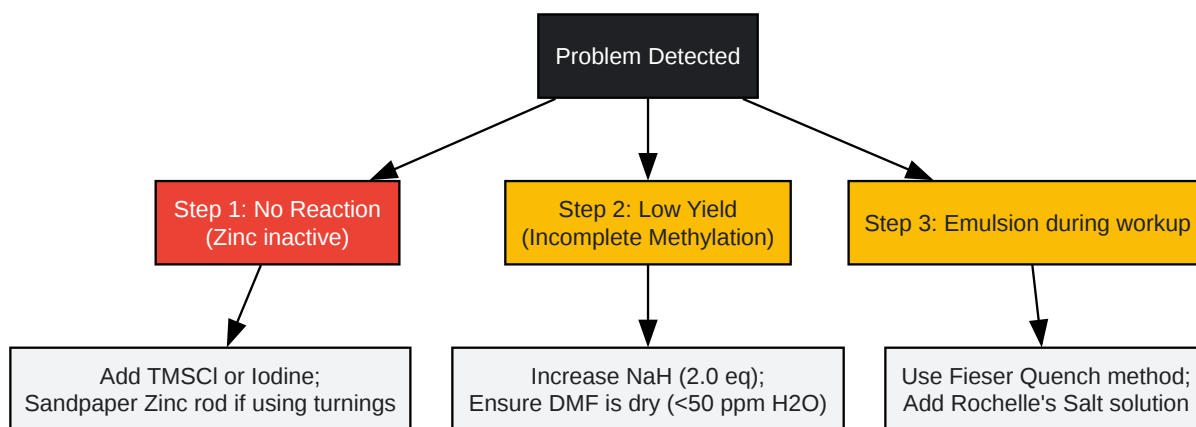 Problem Detected
Step 1: No Reaction
(Zinc inactive)
Step 2: Low Yield
(Incomplete Methylation)
Step 3: Emulsion during workup
Add TMSCl or Iodine;
Sandpaper Zinc rod if using turnings
Increase NaH (2.0 eq);
Ensure DMF is dry (<50 ppm H2O)
Use Fieser Quench method;
Add Rochelle's Salt solution